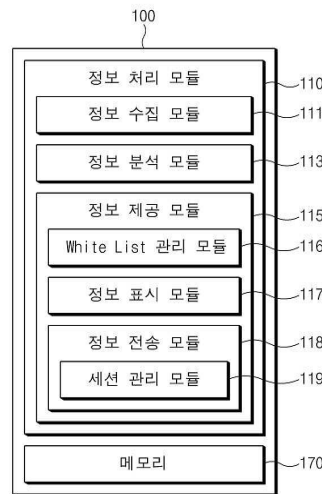 100
정보 처리 모듈
110
정보 수집 모듈
111
정보 분석 모듈
113
정보 제공 모듈
115
White List 관리 모듈
116
정보 표시 모듈
117
정보 전송 모듈
118
세션 관리 모듈
119
메모리
170